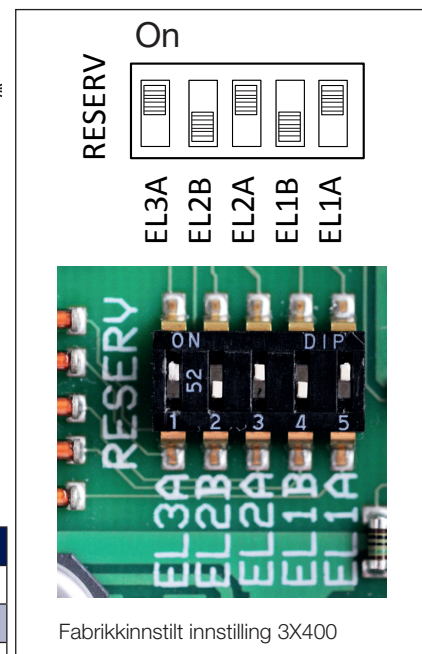 On
RESERV
EL3A
EL2B
EL2A
EL1B
EL1A
ON DIP
52
1 2 3 4 5
RESERV
EL3A
EL2B
EL2A
EL1B
EL1A
Fabrikkinnstilt innstilling 3X400